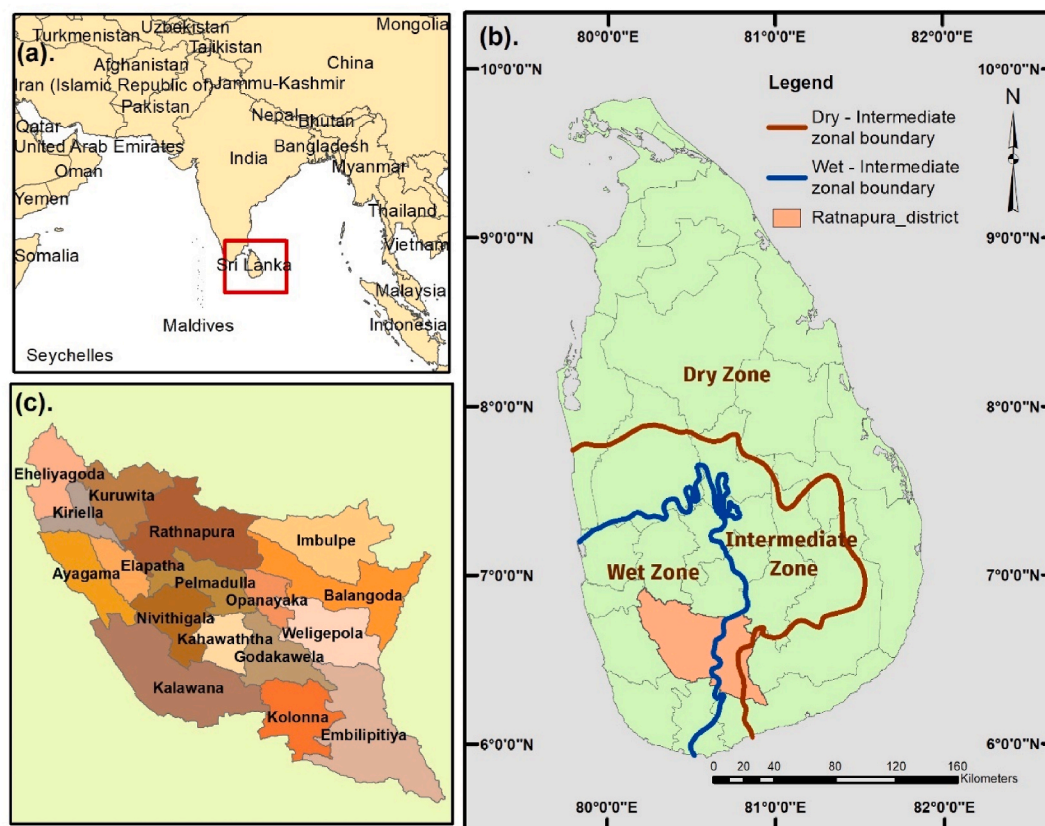 (a).
Mongolia
Uzbekistan
Turkmenistan
Tajikistan
China
Afghanistan
Iran (Islamic Republic of)
Jammu-Kashmir
Pakistan
Nepal
Bhutan
Qatar
United Arab Emirates
India
Bangladesh
Oman
Myanmar
Yemen
Thailand
Vietnam
Somalia
Sri Lanka
Malaysia
Maldives
Indonesia
Seychelles
(b).
80°0'0"E
81°0'0"E
82°0'0"E
10°0'0"N
10°0'0"N
Legend
N
Dry - Intermediate
zonal boundary
Wet - Intermediate
zonal boundary
Ratnapura_district
9°0'0"N
9°0'0"N
Dry Zone
8°0'0"N
8°0'0"N
Intermediate
Zone
Wet Zone
7°0'0"N
7°0'0"N
6°0'0"N
6°0'0"N
0 20 40 80 120 160
Kilometers
80°0'0"E
81°0'0"E
82°0'0"E
(c).
Eheliyagoda
Kuruwita
Kiriella
Rathnapura
Imbulpe
Ayagama
Elapatha
Pelmadulla
Opanayaka
Balangoda
Nivithigala
Kahawaththa
Weligepola
Godakawela
Kalawana
Kolonna
Embilipitiya